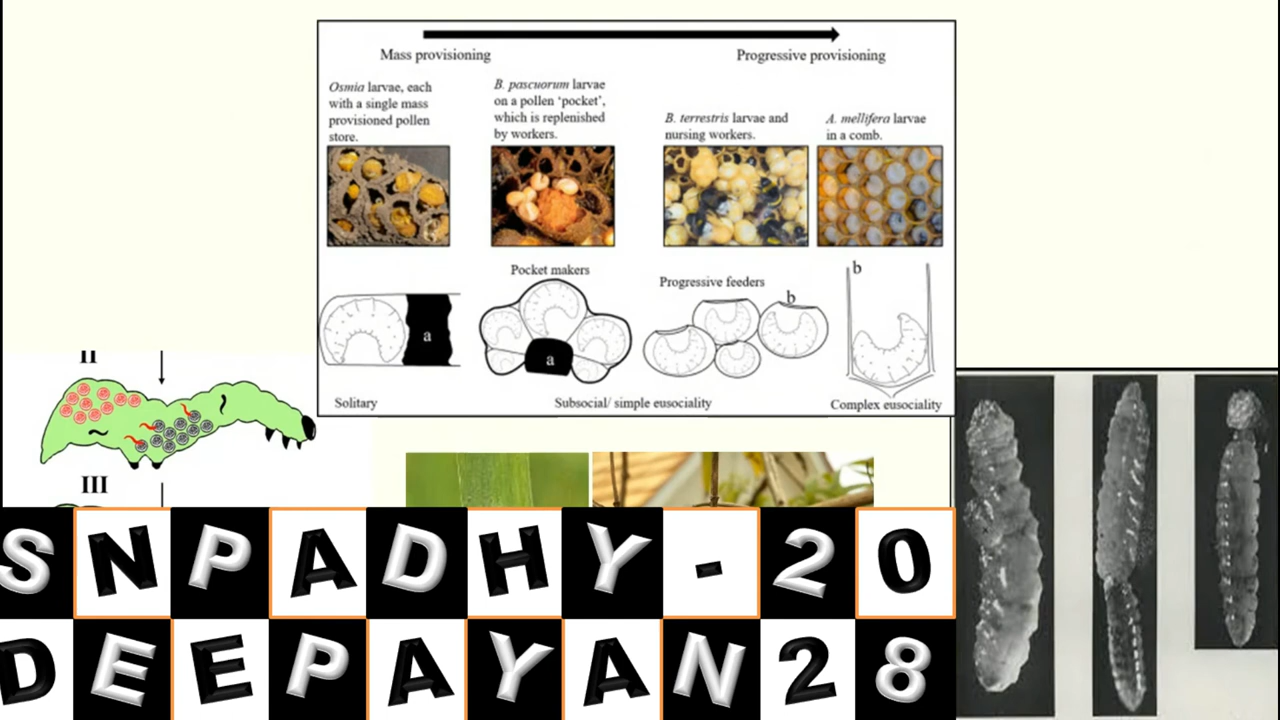 Mass provisioning
Progressive provisioning
Osmia larvae, each
with a single mass
provisioned pollen
store.
B. pascuorum larvae
on a pollen ‘pocket’,
which is replenished
by workers.
B. terrestris larvae and
nursing workers.
A. mellifera larvae
in a comb.
Pocket makers
Progressive feeders
a
a
b
b
Solitary
Subsocial/ simple eusociality
Complex eusociality
II
III
SNPADHY-20
DEEPAYAN28